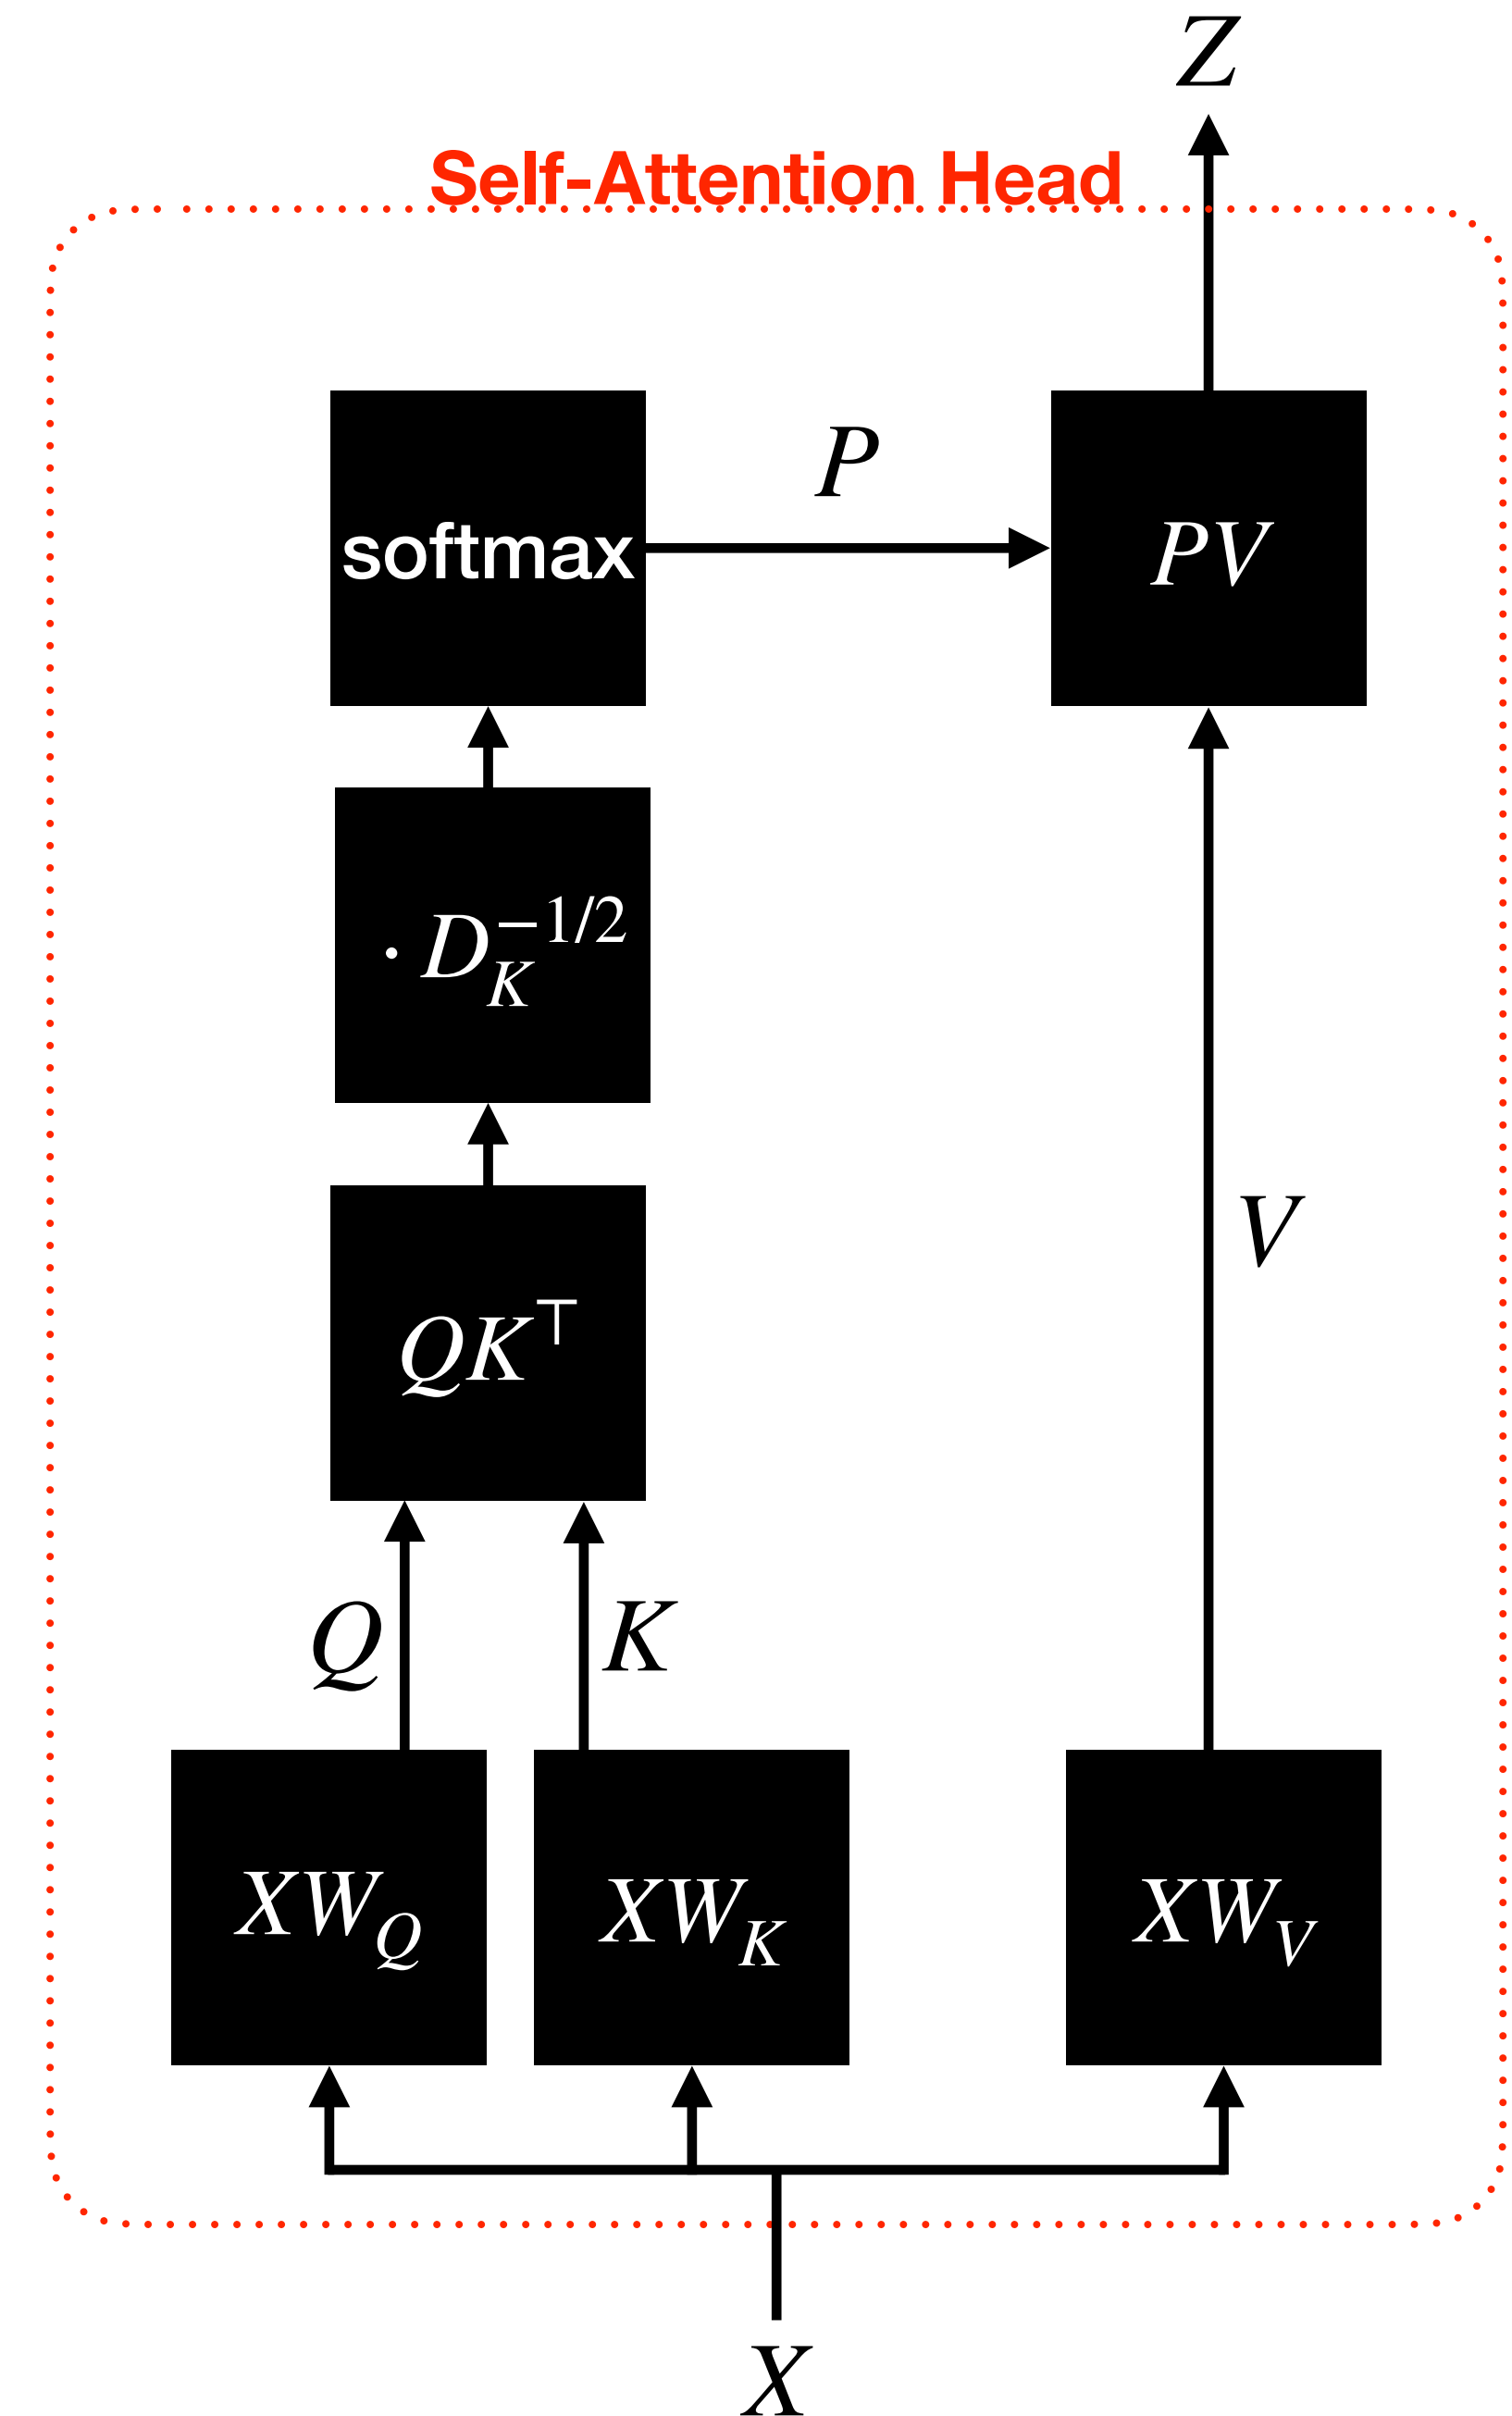 Z
Self-Attention Head
P
softmax
PV
· D_K^{-1/2}
V
QK^⊤
Q
K
XW_Q
XW_K
XW_V
X